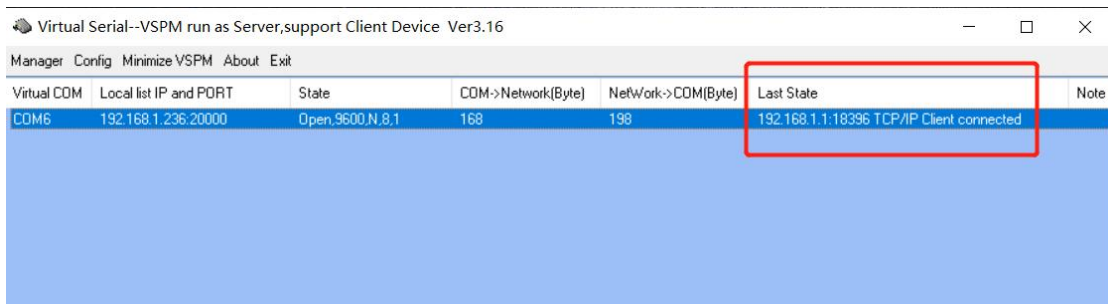 Virtual Serial--VSPM run as Server,support Client Device Ver3.16
Manager Config Minimize VSPM About Exit
Virtual COM Local list IP and PORT State COM->Network(Byte) NetWork->COM(Byte) Last State Note
COM6 192.168.1.236:20000 Open,9600,N,8,1 168 198 192.168.1.1:18396 TCP/IP Client connected